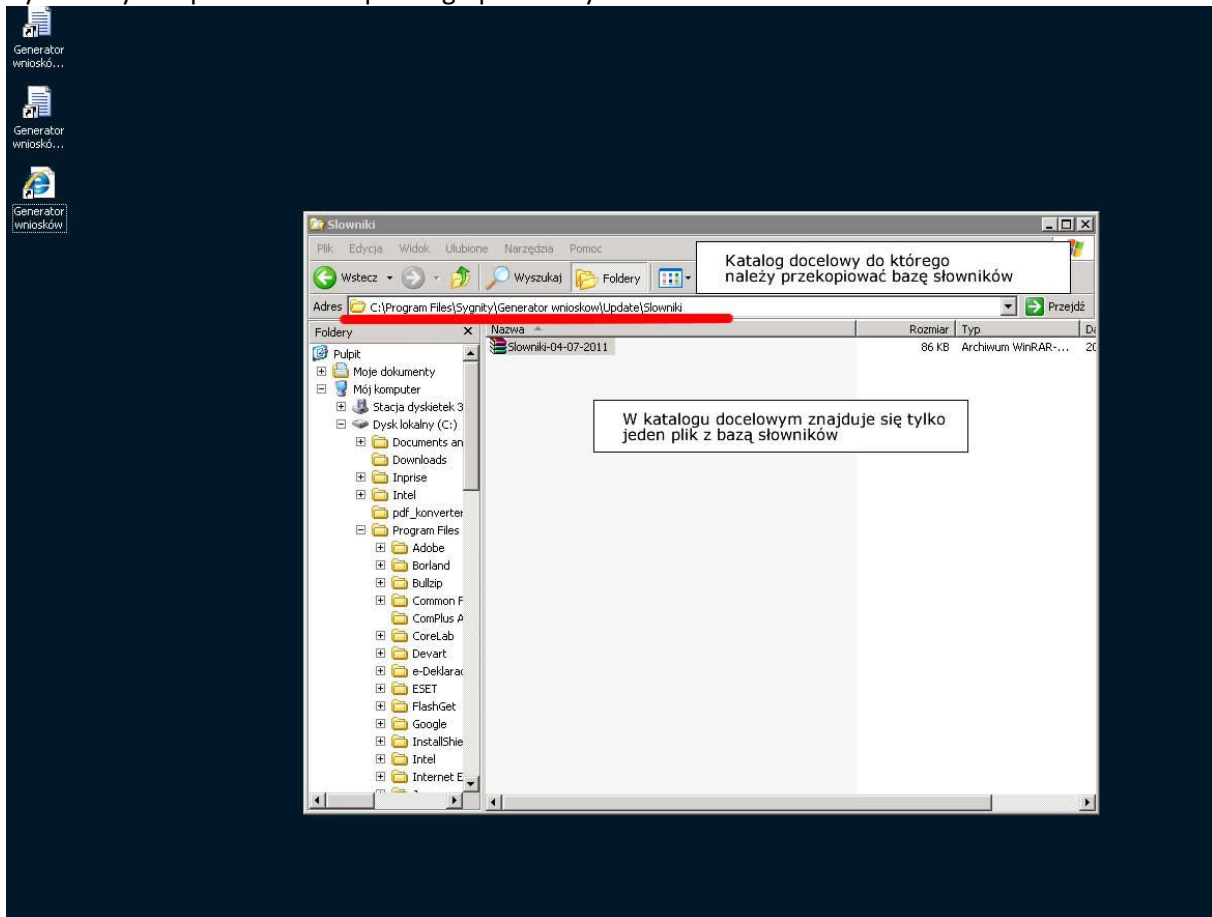 Generator
wnioskó...
Generator
wnioskó...
Generator
wniosków
Slowniki
Plik Edycja Widok Ulubione Narzędzia Pomoc
Katalog docelowy do którego
należy przekopiować bazę słowników
Wstecz Wyszukaj Foldery
Adres C:\Program Files\Sygnity\Generator wnioskow\Update\Slowniki Przejdź
Foldery x Nazwa Rozmiar Typ Da
Slowniki-04-07-2011 86 KB Archiwum WinRAR-... 20
Pulpit
Moje dokumenty
Mój komputer
Stacja dyskietek 3
Dysk lokalny (C:)
Documents an
Downloads
Inprise
Intel
pdf_konverter
Program Files
Adobe
Borland
Bullzip
Common F
ComPlus A
CoreLab
Devart
e-Deklarac
ESET
FlashGet
Google
InstallShie
Intel
Internet E
W katalogu docelowym znajduje się tylko
jeden plik z bazą słowników